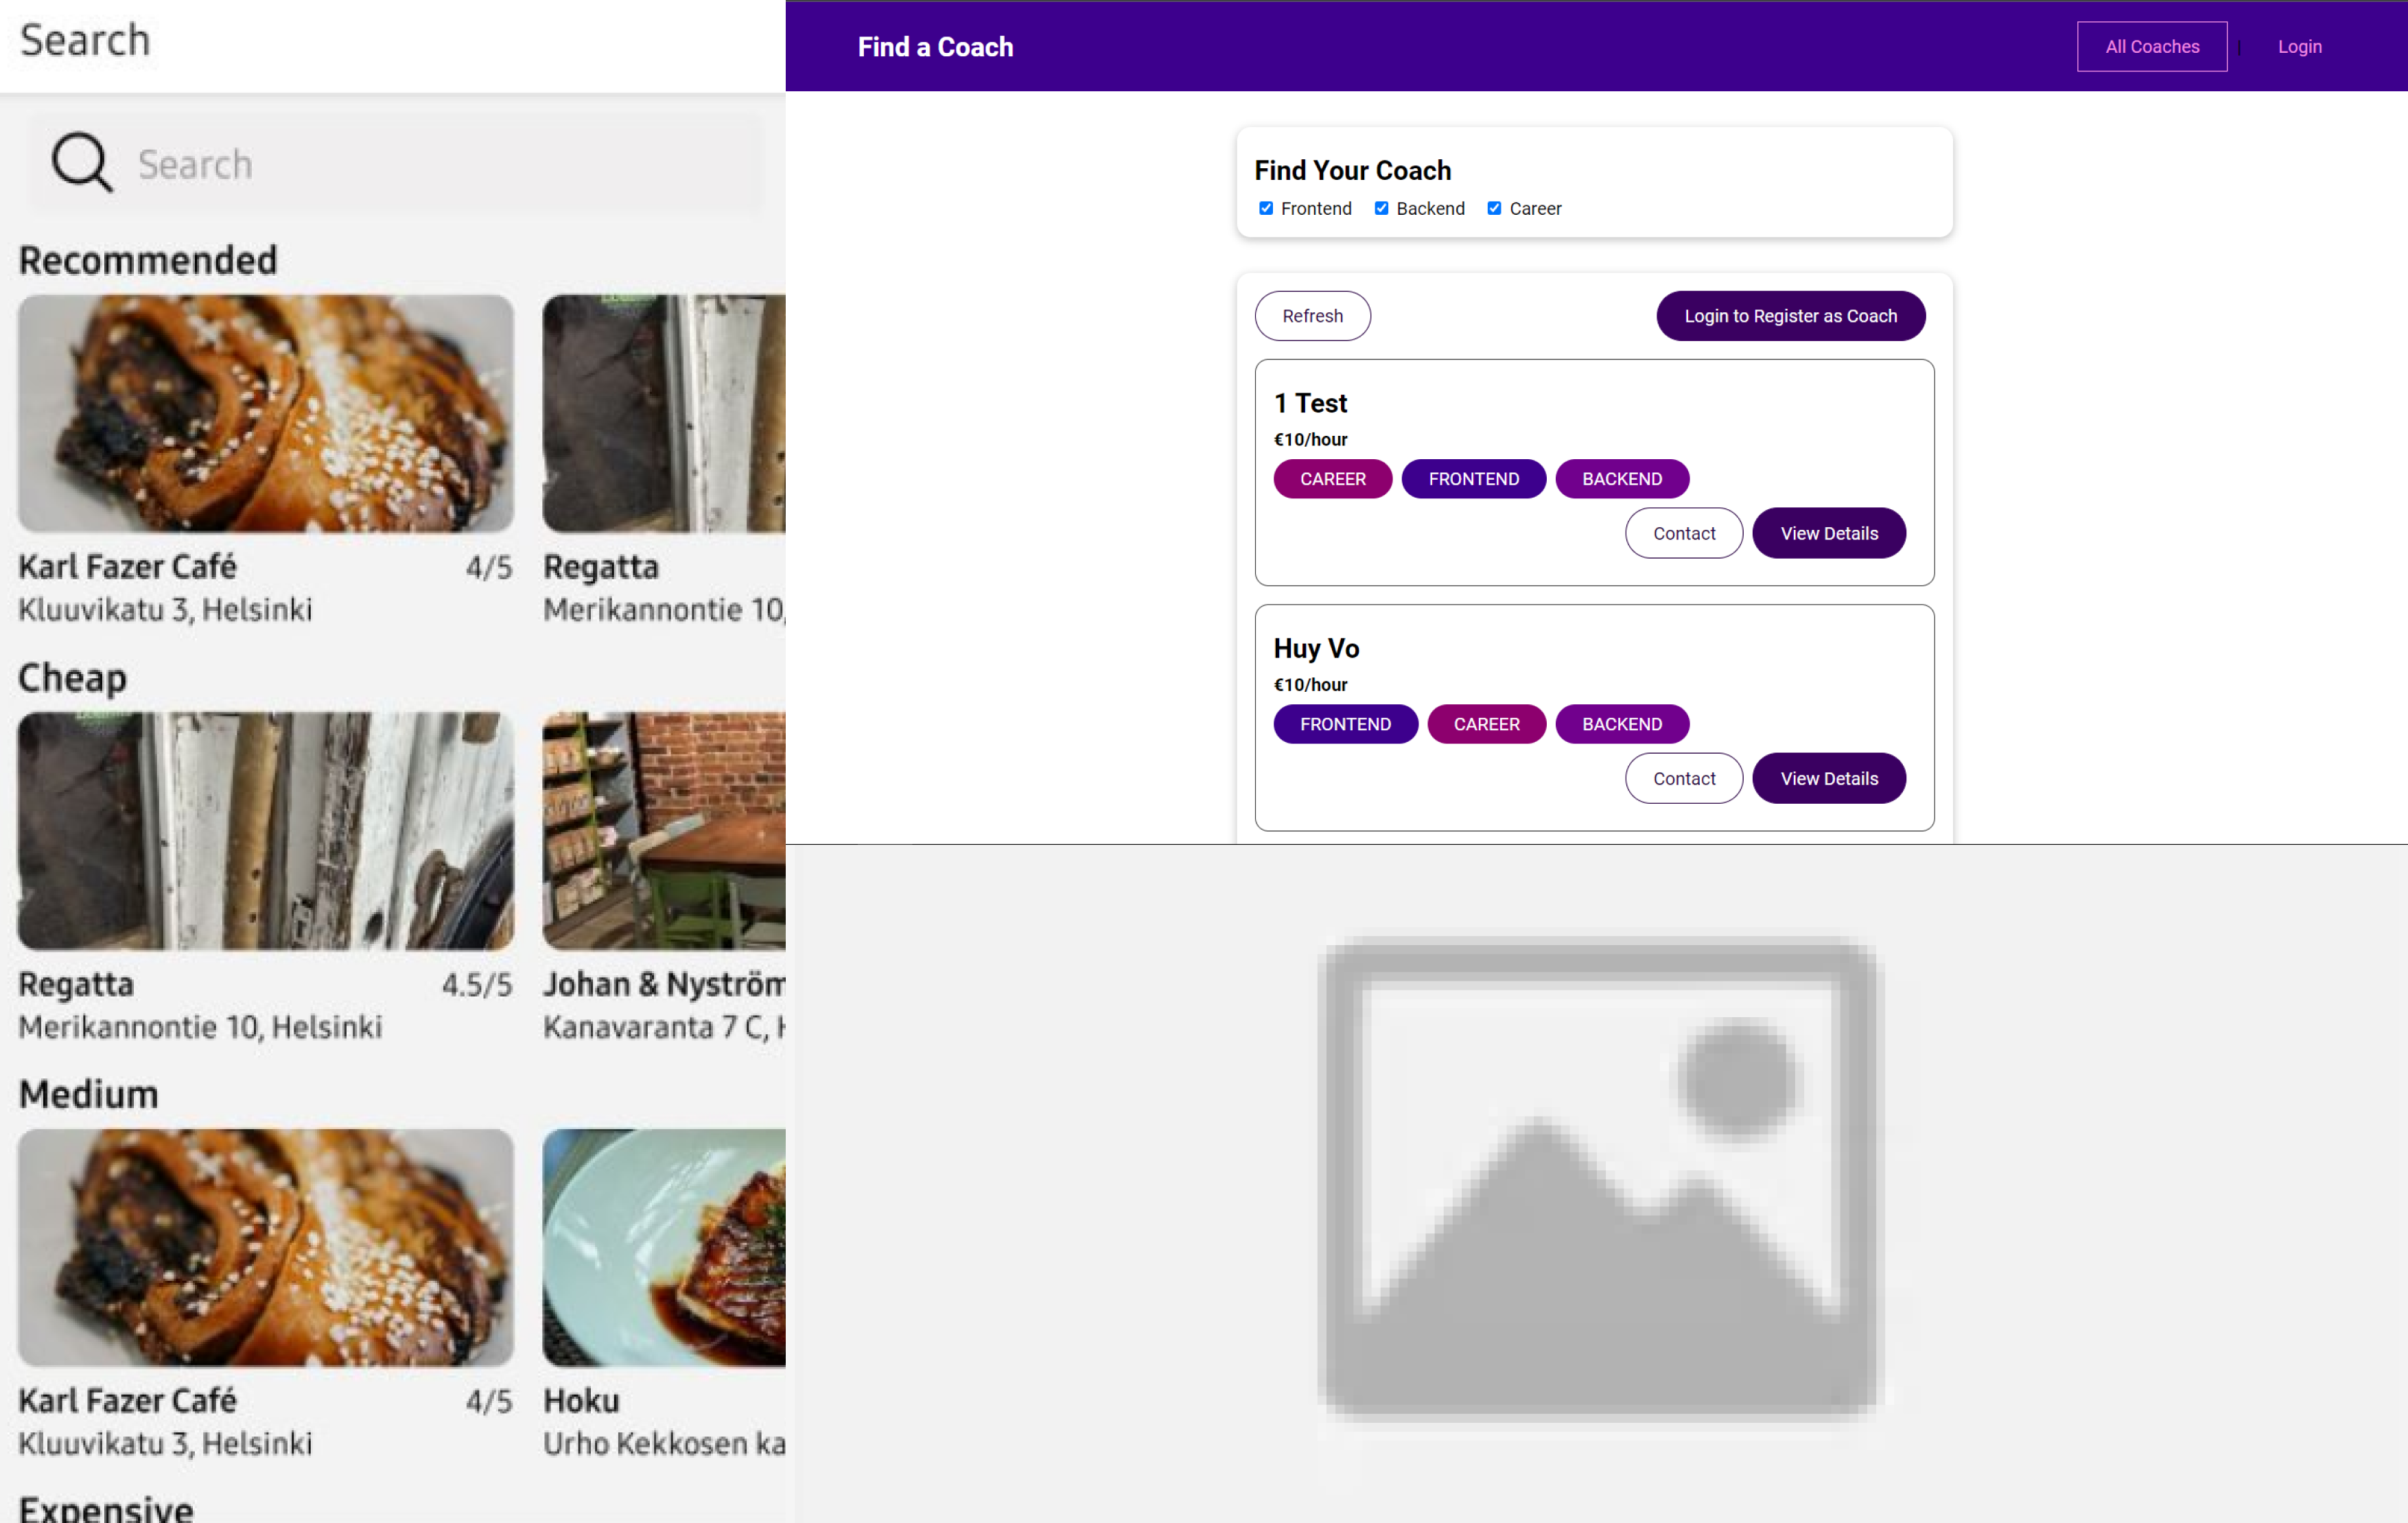 Search
Search
Recommended
Karl Fazer Café 4/5
Kluuvikatu 3, Helsinki
Regatta
Merikannontie 10,
Cheap
Regatta 4.5/5
Merikannontie 10, Helsinki
Johan & Nyström
Kanavaranta 7 C,
Medium
Karl Fazer Café 4/5
Kluuvikatu 3, Helsinki
Hoku
Urho Kekkosen ka
Expensive
Find a Coach
All Coaches | Login
Find Your Coach
Frontend Backend Career
Refresh Login to Register as Coach
1 Test
€10/hour
CAREER FRONTEND BACKEND
Contact View Details
Huy Vo
€10/hour
FRONTEND CAREER BACKEND
Contact View Details